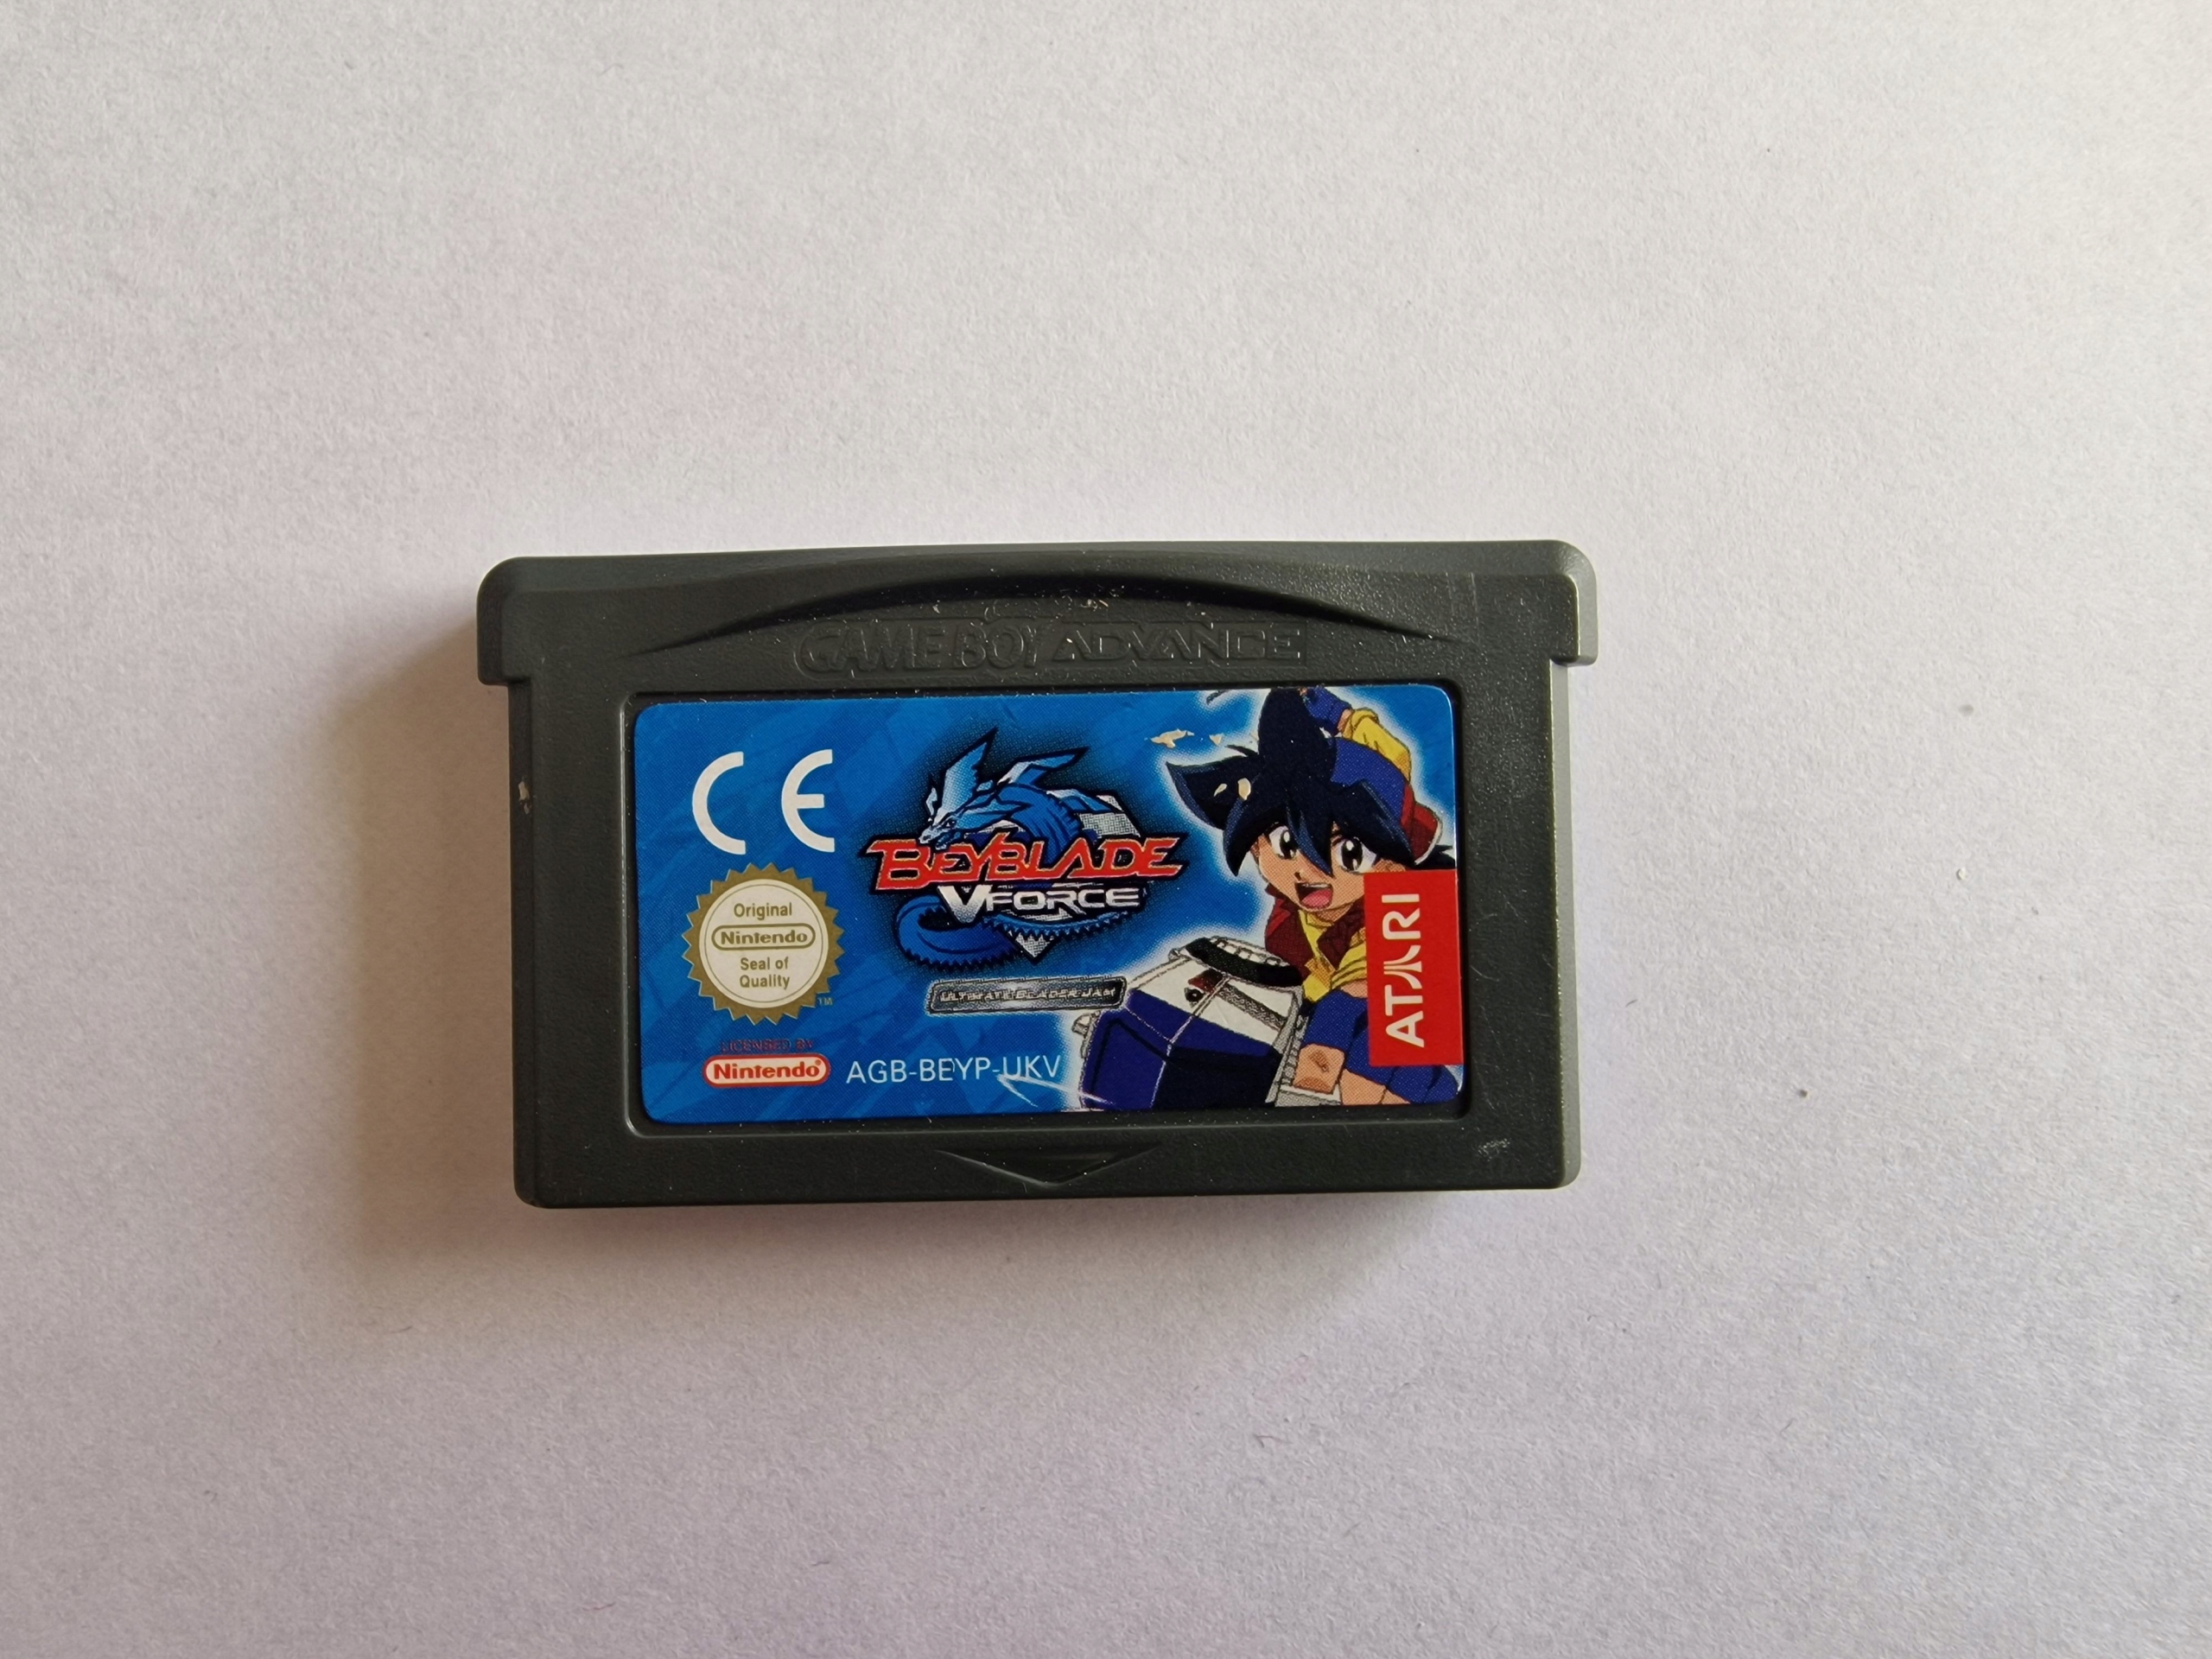 GAME BOY ADVANCE
CE
BEYBLADE
VFORCE
ULTIMATE BLADER JAM
Original
Nintendo
Seal of
Quality
TM
LICENSED BY
Nintendo®
AGB-BEYP-UKV
ATARI